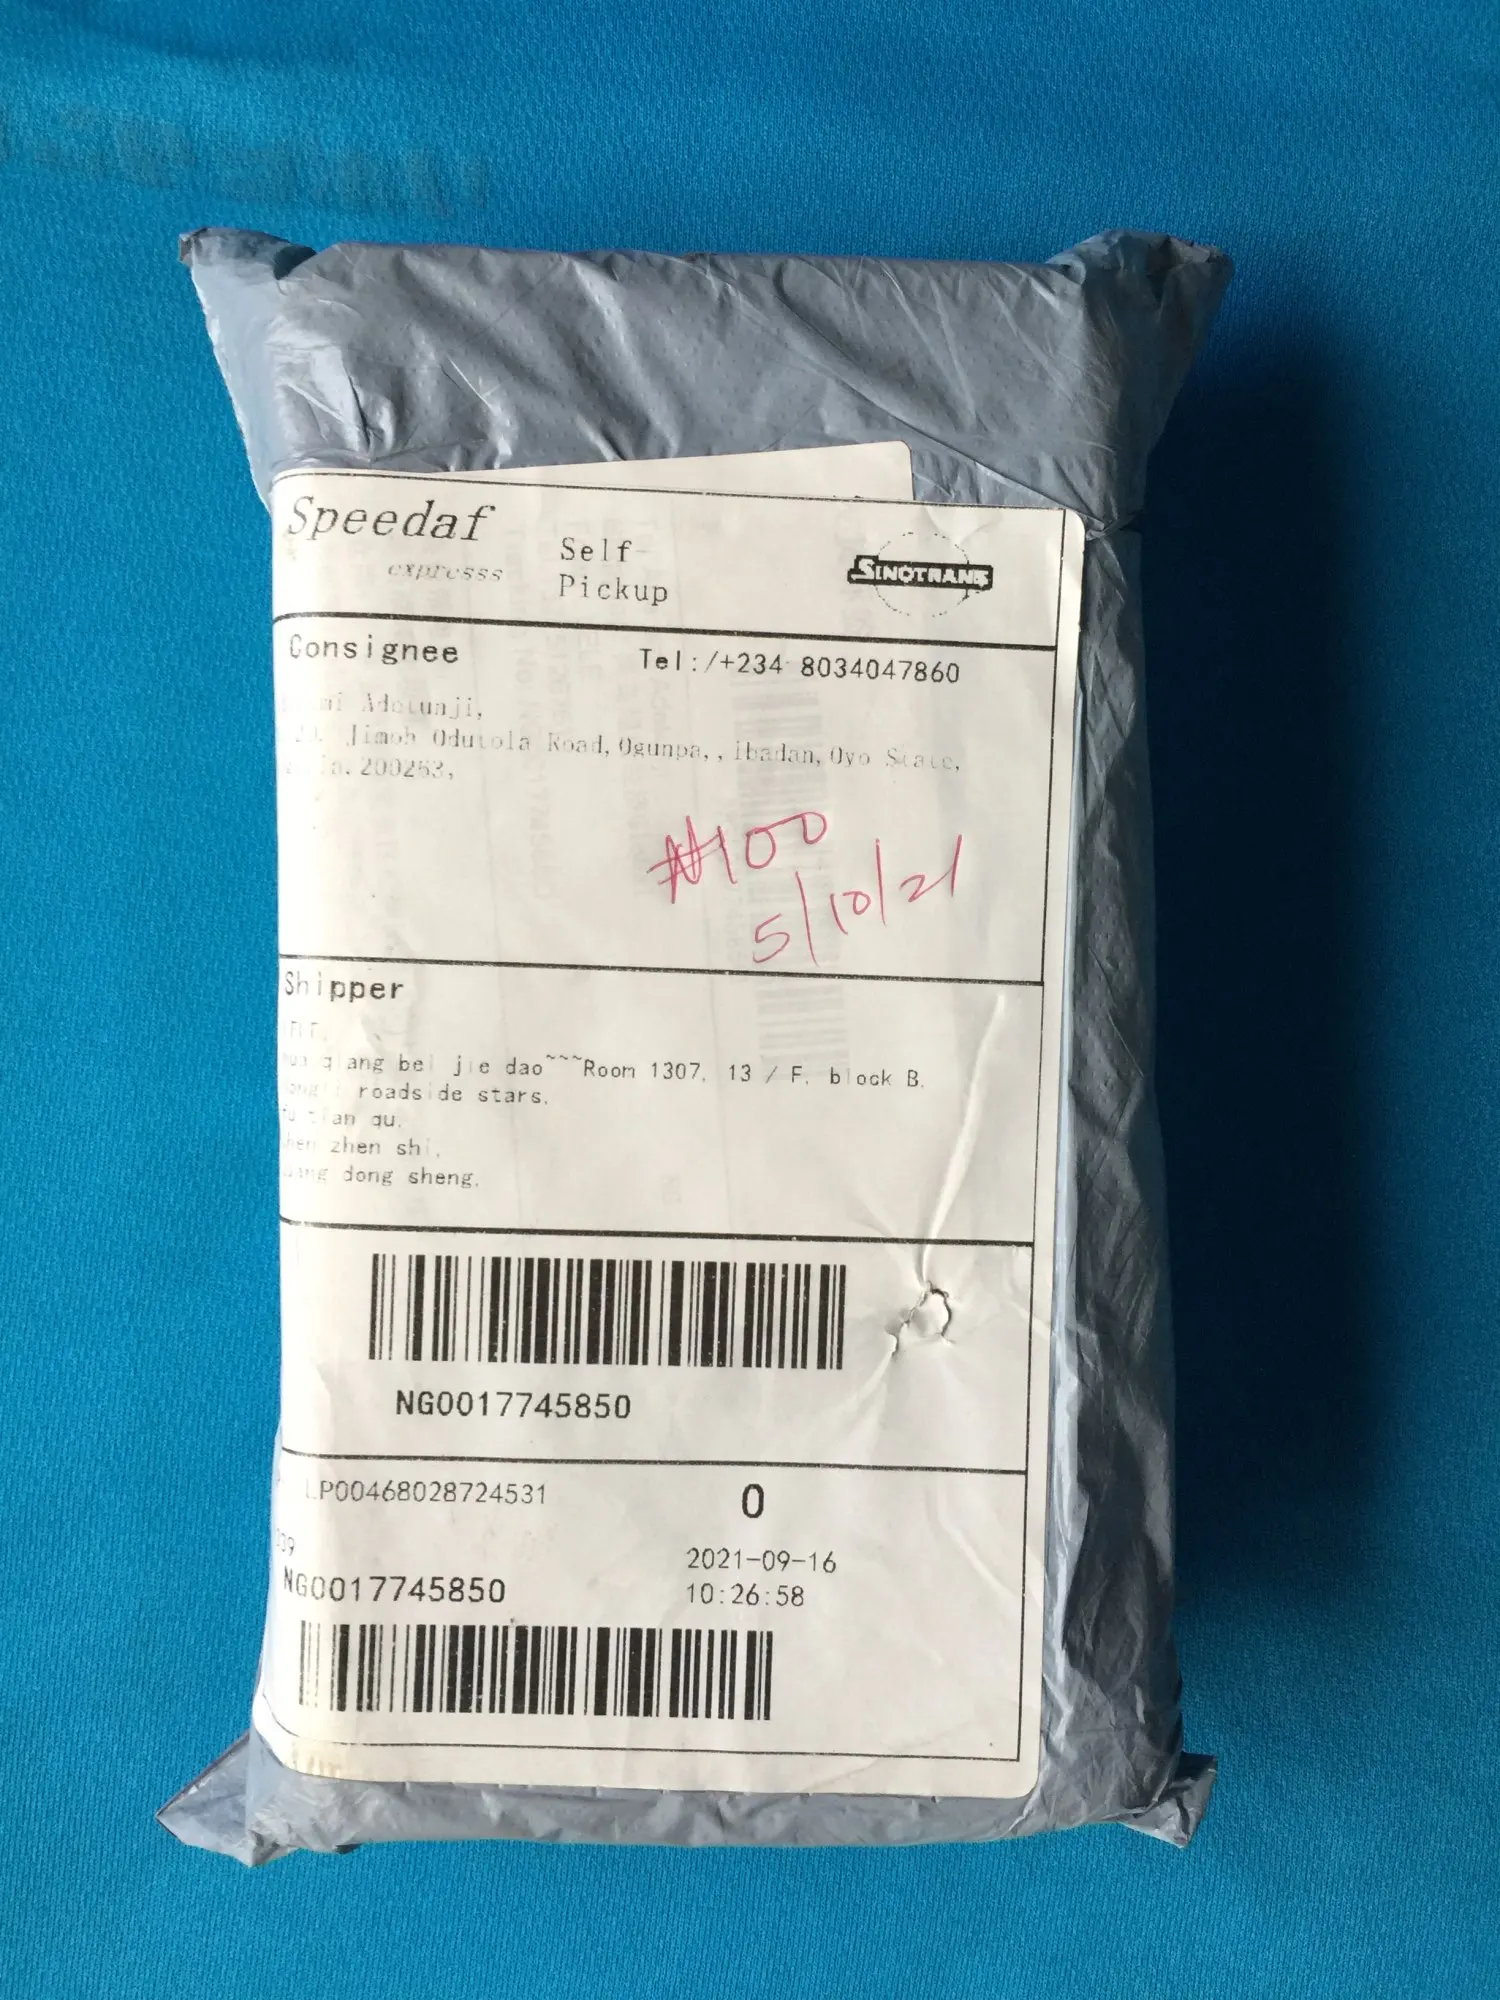 Speedaf
expresss
Self-
Pickup
SINOTRANS
Consignee
Tel:/+234 8034047860
Adetunji,
Jimoh Odutola Road,Ogunpa,,ibadan,Oyo State,
200263,
₦100
5/10/21
Shipper
qiang bei jie dao~~~Room 1307, 13 / F, block B,
roadside stars,
fu tian qu,
shen zhen shi,
dong sheng,
NG0017745850
LP00468028724531
0
2021-09-16
10:26:58
NG0017745850